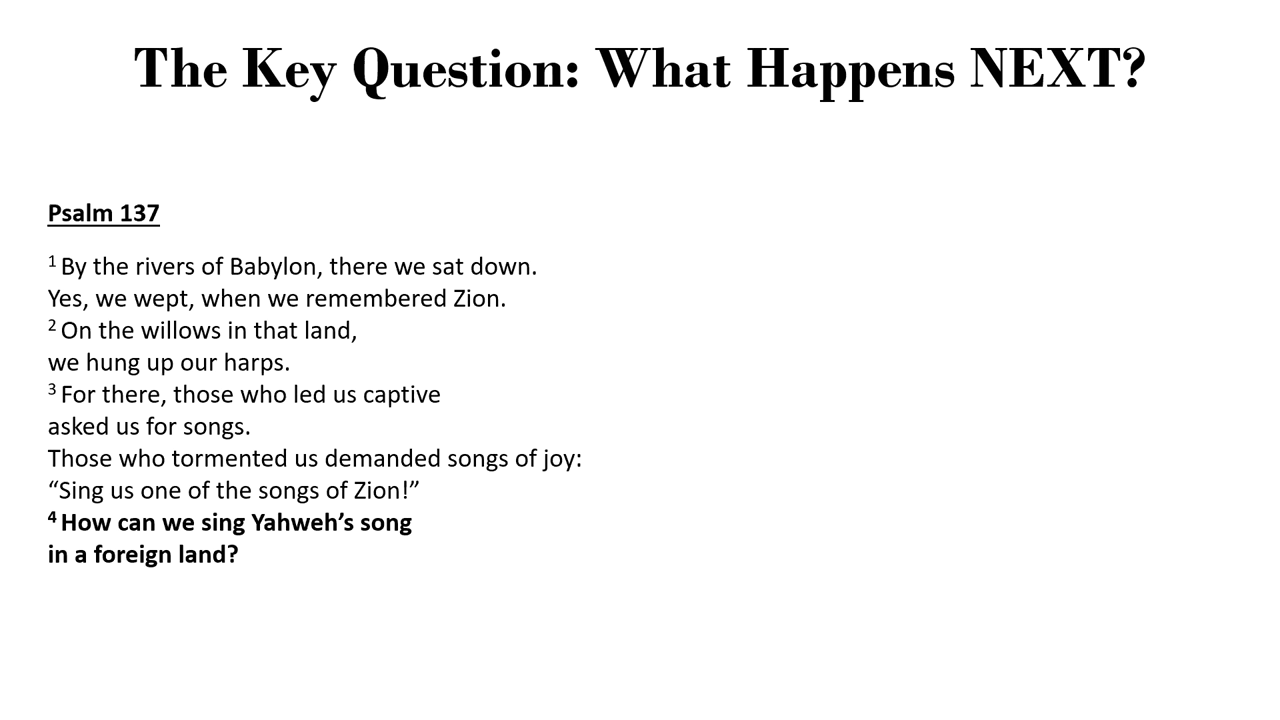 The Key Question: What Happens NEXT?
Psalm 137
1 By the rivers of Babylon, there we sat down.
Yes, we wept, when we remembered Zion.
2 On the willows in that land,
we hung up our harps.
3 For there, those who led us captive
asked us for songs.
Those who tormented us demanded songs of joy:
“Sing us one of the songs of Zion!”
4 How can we sing Yahweh’s song
in a foreign land?